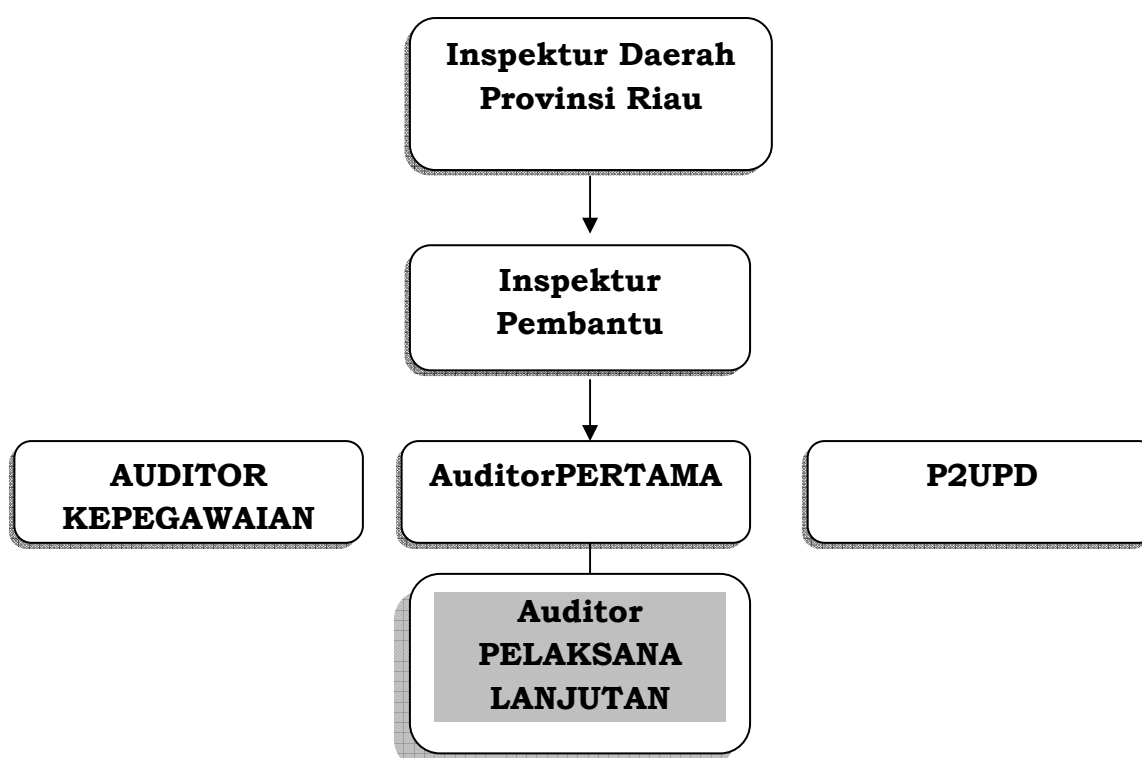 Inspektur Daerah
Provinsi Riau
Inspektur
Pembantu
AUDITOR
KEPEGAWAIAN
AuditorPERTAMA
P2UPD
Auditor
PELAKSANA
LANJUTAN